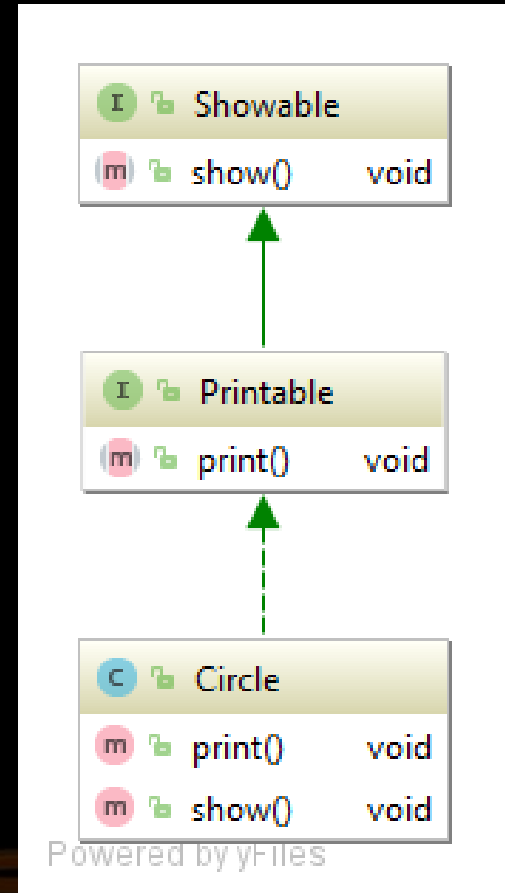 I Showable
m show() void
I Printable
m print() void
C Circle
m print() void
m show() void
Powered by yFiles